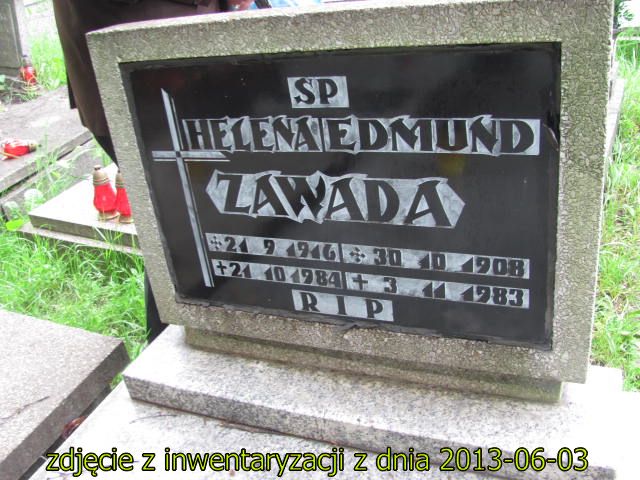 SP
HELENA EDMUND
ZAWADA
✢ 21 9 1916 ✢ 30 10 1908
✝ 21 10 1984 ✝ 3 11 1983
R I P
zdjęcie z inwentaryzacji z dnia 2013-06-03